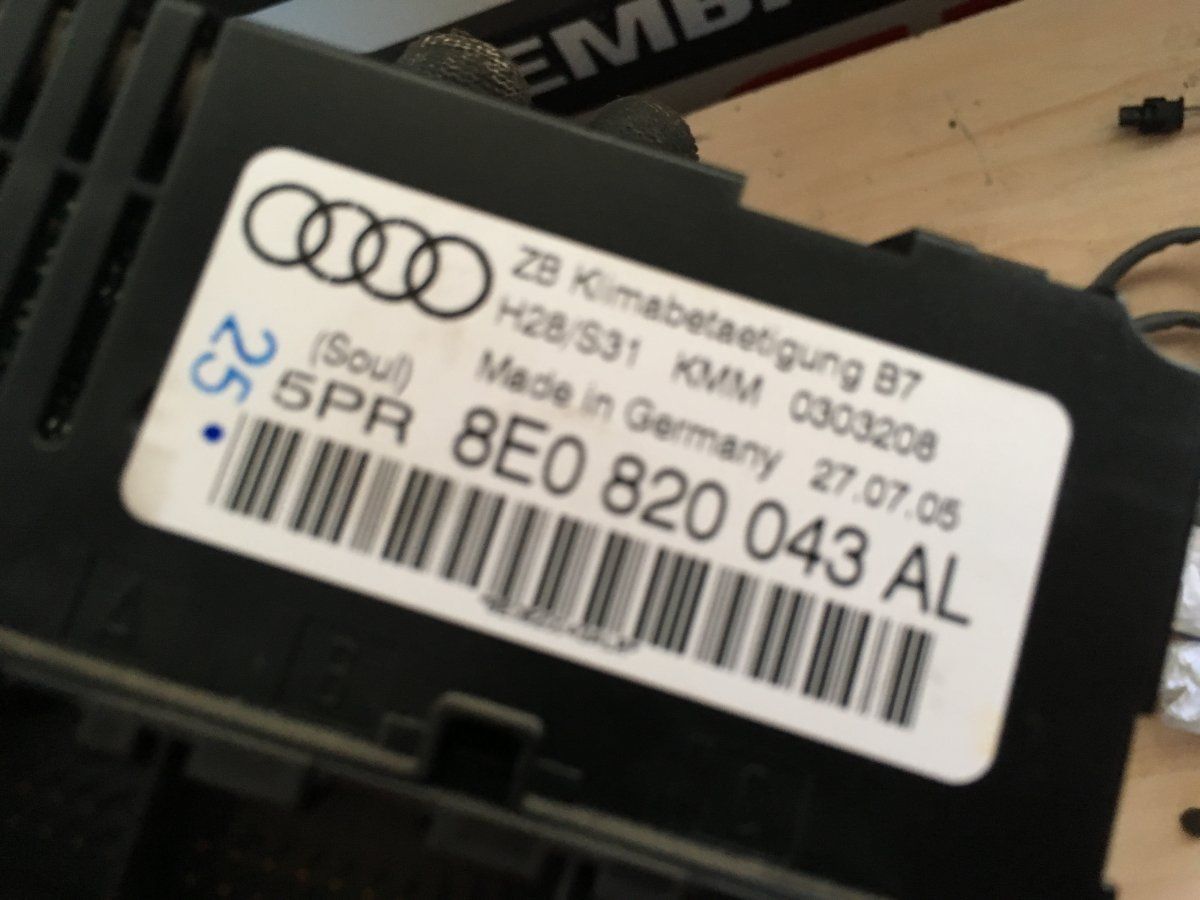 EMB
ZB Klimabetaetigung B7
H28/S31 KMM 0303208
(Soul) Made in Germany 27.07.05
25
5PR 8E0 820 043 AL